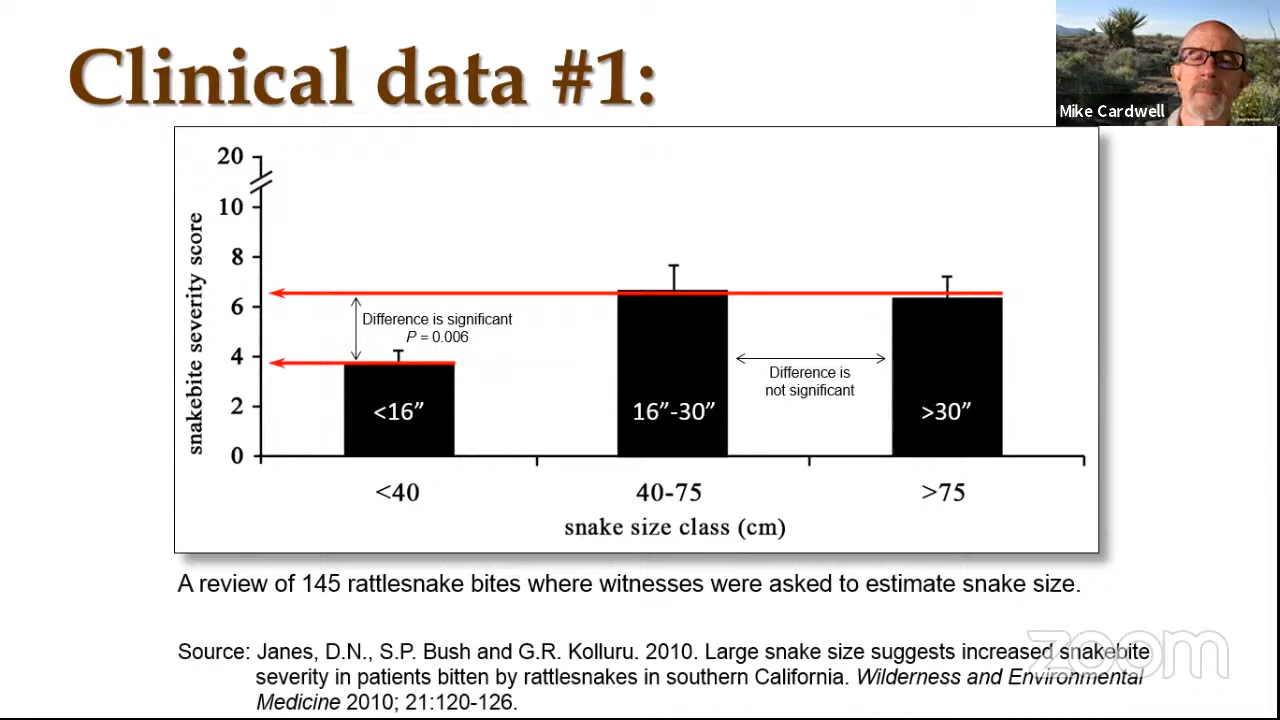 Clinical data #1:
Mike Cardwell
20
10
8
6
4
2
0
snakebite severity score
Difference is significant
P = 0.006
Difference is
not significant
<16”
16”-30”
>30”
<40
40-75
>75
snake size class (cm)
A review of 145 rattlesnake bites where witnesses were asked to estimate snake size.
Source: Janes, D.N., S.P. Bush and G.R. Kolluru. 2010. Large snake size suggests increased snakebite
severity in patients bitten by rattlesnakes in southern California. Wilderness and Environmental
Medicine 2010; 21:120-126.
zoom